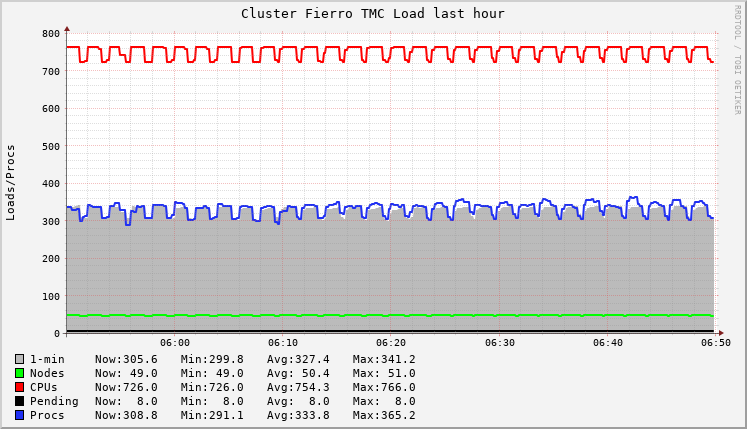 Cluster Fierro TMC Load last hour
RRDTOOL / TOBI OETIKER
Loads/Procs
800
700
600
500
400
300
200
100
0
06:00 06:10 06:20 06:30 06:40 06:50
1-min Now:305.6 Min:299.8 Avg:327.4 Max:341.2
Nodes Now: 49.0 Min: 49.0 Avg: 50.4 Max: 51.0
CPUs Now:726.0 Min:726.0 Avg:754.3 Max:766.0
Pending Now: 8.0 Min: 8.0 Avg: 8.0 Max: 8.0
Procs Now:308.8 Min:291.1 Avg:333.8 Max:365.2